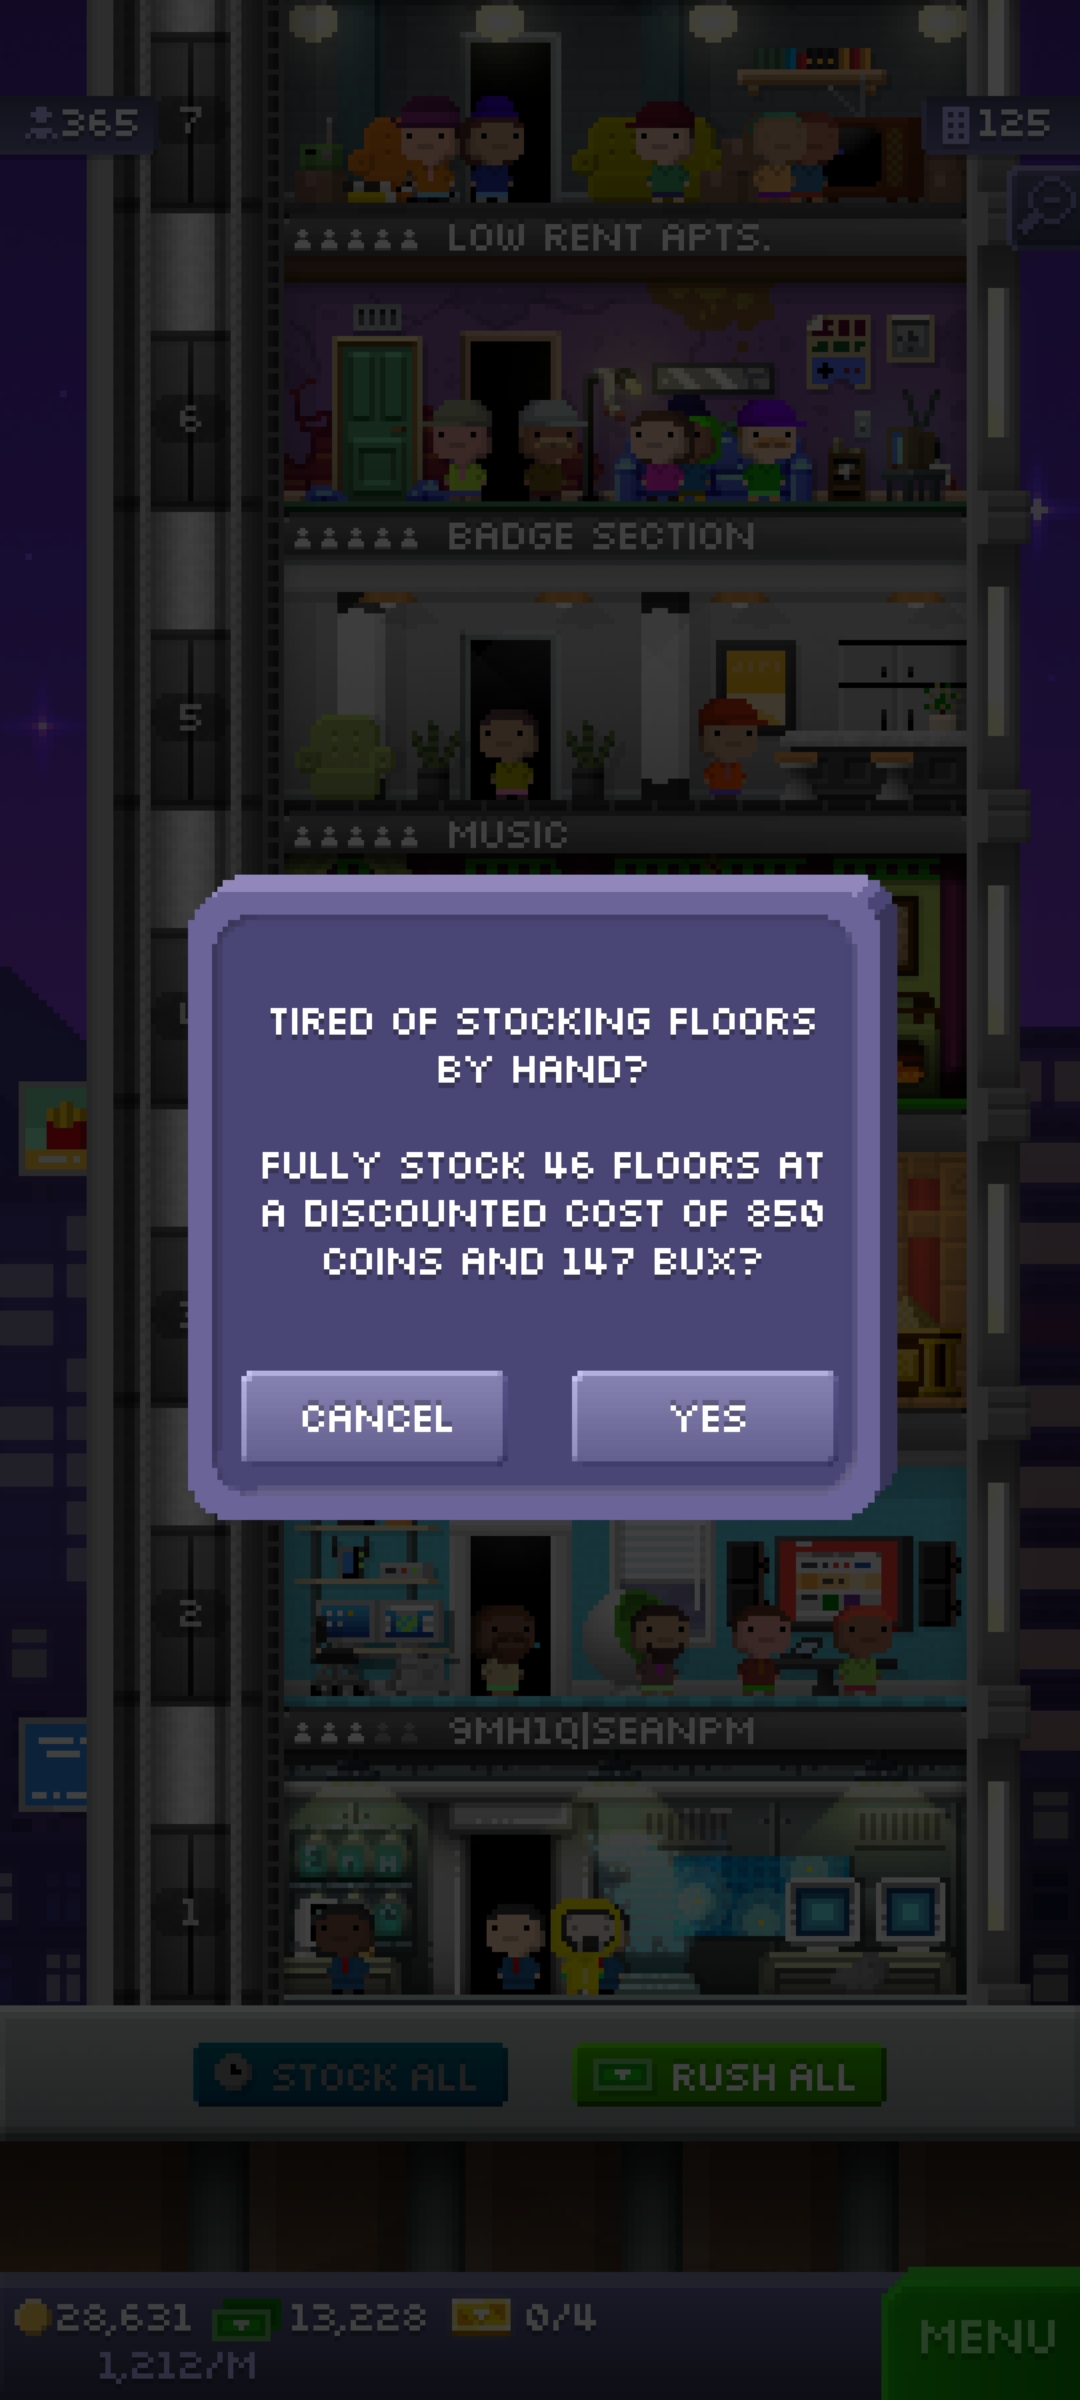 365
7
125
LOW RENT APTS.
6
BADGE SECTION
5
MUSIC
TIRED OF STOCKING FLOORS
BY HAND?
FULLY STOCK 46 FLOORS AT
A DISCOUNTED COST OF 850
COINS AND 147 BUX?
CANCEL
YES
2
9MH1Q|SEANPM
1
STOCK ALL
RUSH ALL
28,631
13,228
0/4
1,212/M
MENU